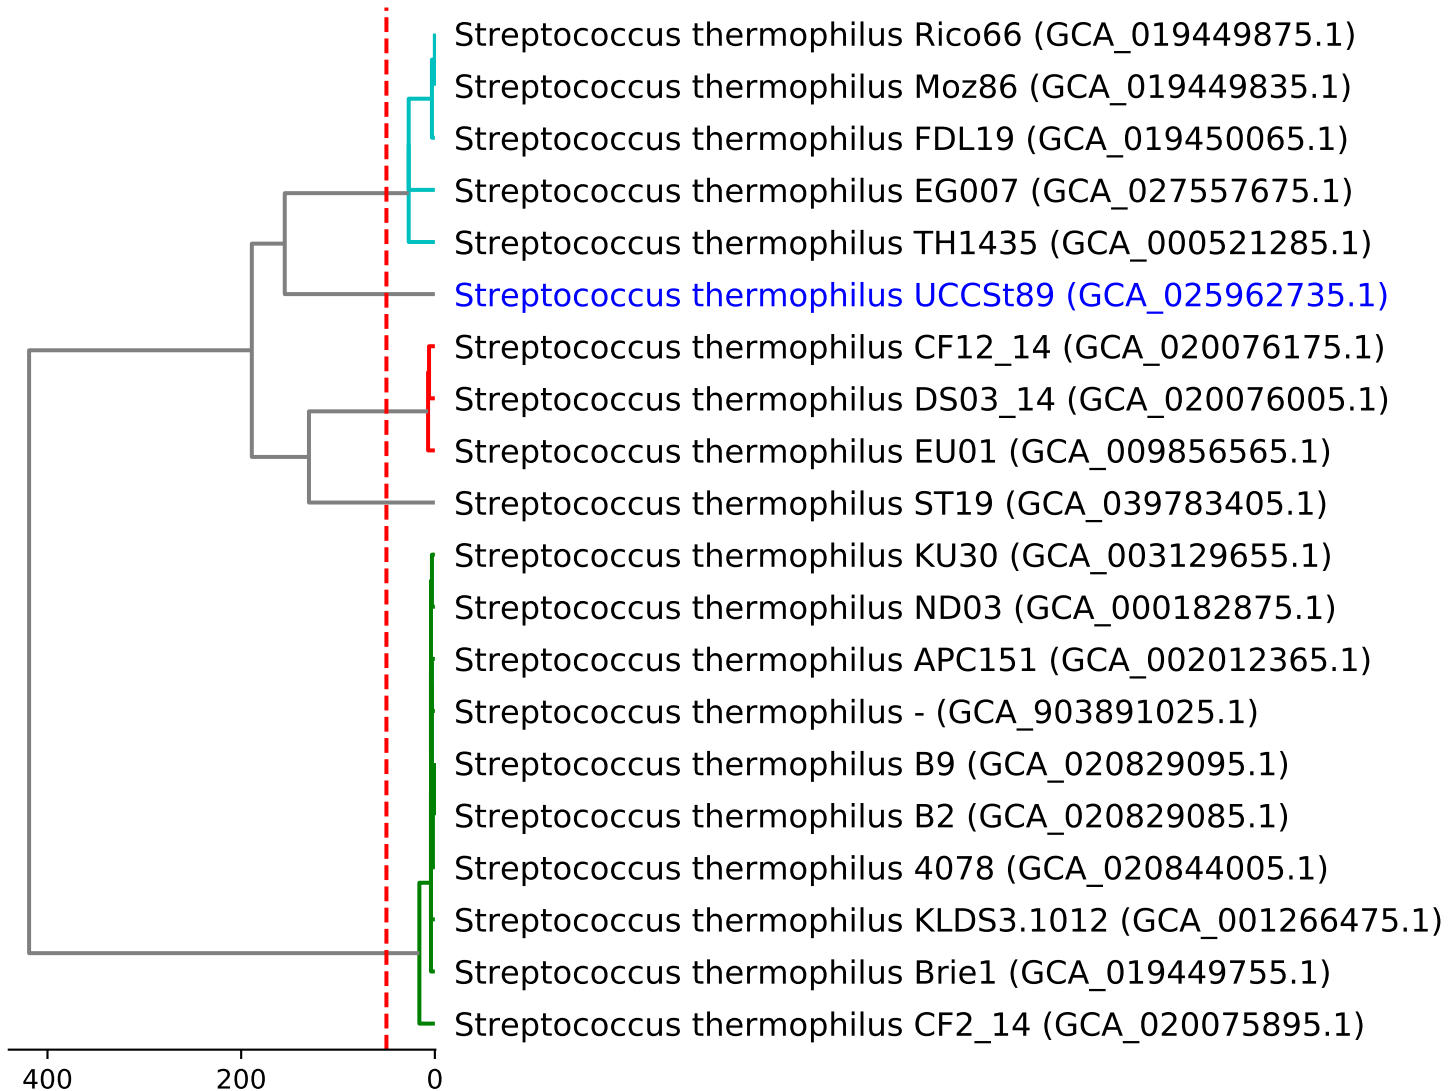 Streptococcus thermophilus Rico66 (GCA_019449875.1)
Streptococcus thermophilus Moz86 (GCA_019449835.1)
Streptococcus thermophilus FDL19 (GCA_019450065.1)
Streptococcus thermophilus EG007 (GCA_027557675.1)
Streptococcus thermophilus TH1435 (GCA_000521285.1)
Streptococcus thermophilus UCCSt89 (GCA_025962735.1)
Streptococcus thermophilus CF12_14 (GCA_020076175.1)
Streptococcus thermophilus DS03_14 (GCA_020076005.1)
Streptococcus thermophilus EU01 (GCA_009856565.1)
Streptococcus thermophilus ST19 (GCA_039783405.1)
Streptococcus thermophilus KU30 (GCA_003129655.1)
Streptococcus thermophilus ND03 (GCA_000182875.1)
Streptococcus thermophilus APC151 (GCA_002012365.1)
Streptococcus thermophilus - (GCA_903891025.1)
Streptococcus thermophilus B9 (GCA_020829095.1)
Streptococcus thermophilus B2 (GCA_020829085.1)
Streptococcus thermophilus 4078 (GCA_020844005.1)
Streptococcus thermophilus KLDS3.1012 (GCA_001266475.1)
Streptococcus thermophilus Brie1 (GCA_019449755.1)
Streptococcus thermophilus CF2_14 (GCA_020075895.1)
400 200 0